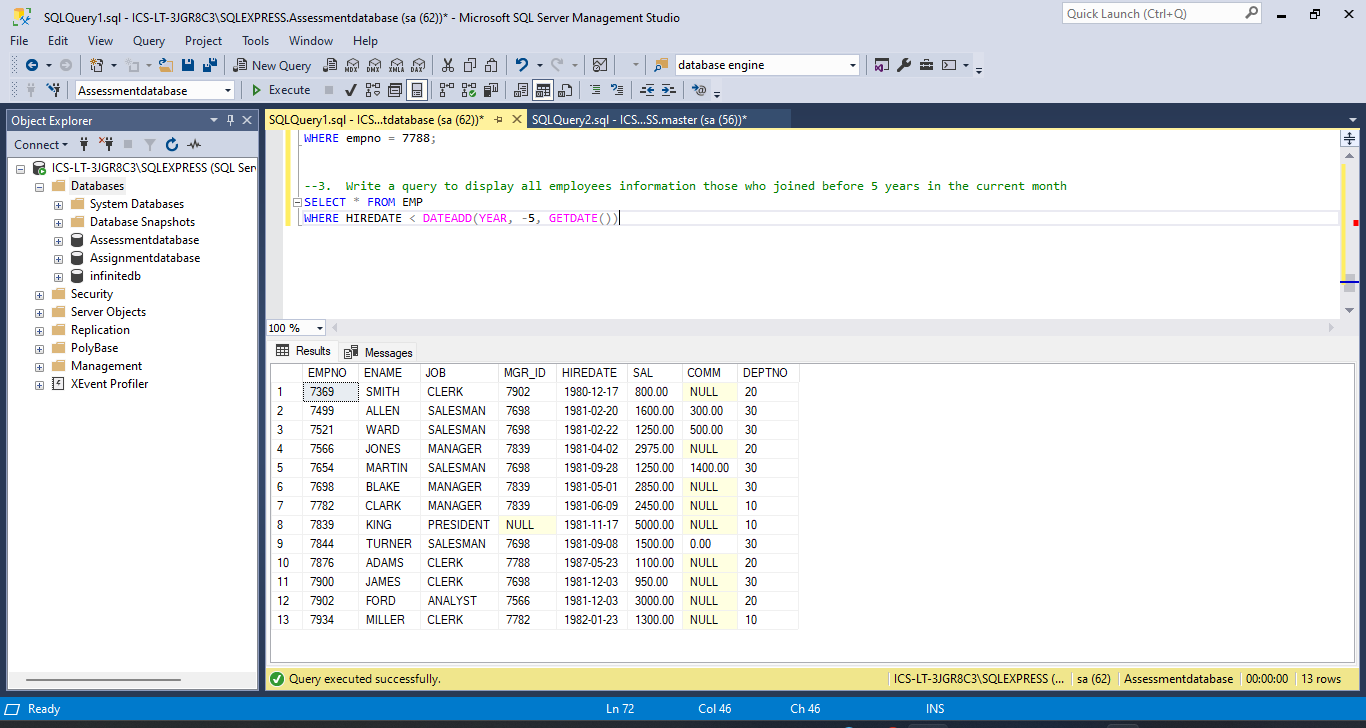 SQLQuery1.sql - ICS-LT-3JGR8C3\SQLEXPRESS.Assessmentdatabase (sa (62))* - Microsoft SQL Server Management Studio
Quick Launch (Ctrl+Q)
File Edit View Query Project Tools Window Help
New Query MDX DMX XMLA DAX database engine
Assessmentdatabase Execute
Object Explorer
SQLQuery1.sql - ICS...tdatabase (sa (62))* SQLQuery2.sql - ICS...SS.master (sa (56))*
Connect
ICS-LT-3JGR8C3\SQLEXPRESS (SQL Ser
Databases
System Databases
Database Snapshots
Assessmentdatabase
Assignmentdatabase
infinitedb
Security
Server Objects
Replication
PolyBase
Management
XEvent Profiler
WHERE empno = 7788;
--3.  Write a query to display all employees information those who joined before 5 years in the current month
SELECT * FROM EMP
WHERE HIREDATE < DATEADD(YEAR, -5, GETDATE())
100 %
Results Messages
EMPNO ENAME JOB MGR_ID HIREDATE SAL COMM DEPTNO
1 7369 SMITH CLERK 7902 1980-12-17 800.00 NULL 20
2 7499 ALLEN SALESMAN 7698 1981-02-20 1600.00 300.00 30
3 7521 WARD SALESMAN 7698 1981-02-22 1250.00 500.00 30
4 7566 JONES MANAGER 7839 1981-04-02 2975.00 NULL 20
5 7654 MARTIN SALESMAN 7698 1981-09-28 1250.00 1400.00 30
6 7698 BLAKE MANAGER 7839 1981-05-01 2850.00 NULL 30
7 7782 CLARK MANAGER 7839 1981-06-09 2450.00 NULL 10
8 7839 KING PRESIDENT NULL 1981-11-17 5000.00 NULL 10
9 7844 TURNER SALESMAN 7698 1981-09-08 1500.00 0.00 30
10 7876 ADAMS CLERK 7788 1987-05-23 1100.00 NULL 20
11 7900 JAMES CLERK 7698 1981-12-03 950.00 NULL 30
12 7902 FORD ANALYST 7566 1981-12-03 3000.00 NULL 20
13 7934 MILLER CLERK 7782 1982-01-23 1300.00 NULL 10
Query executed successfully. ICS-LT-3JGR8C3\SQLEXPRESS (... sa (62) Assessmentdatabase 00:00:00 13 rows
Ready Ln 72 Col 46 Ch 46 INS